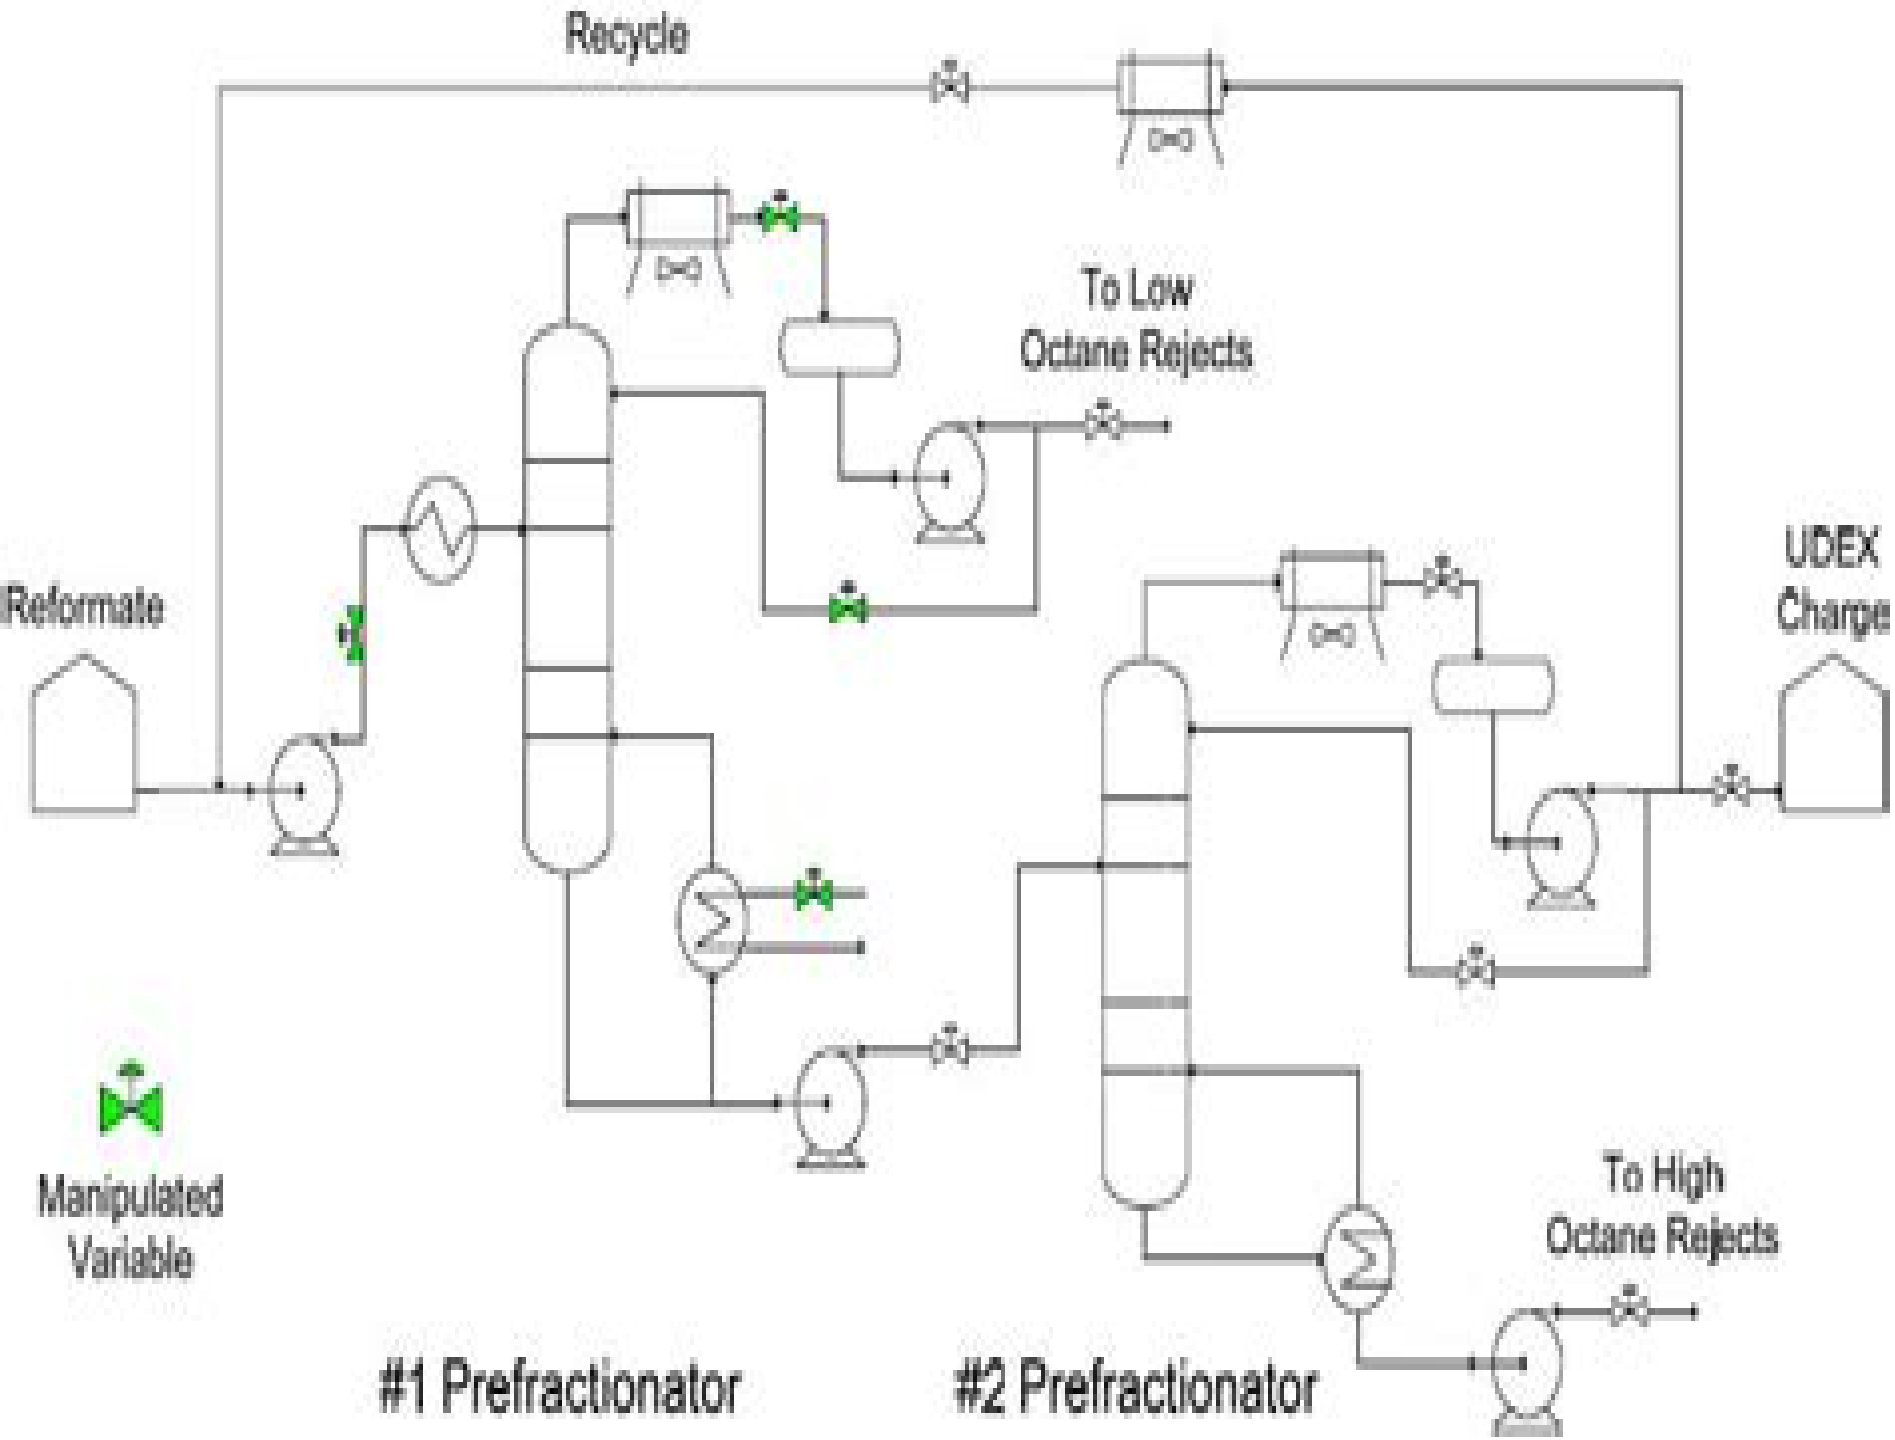 Recycle
To Low
Octane Rejects
Reformate
UDEX
Charge
Manipulated
Variable
To High
Octane Rejects
#1 Prefractionator
#2 Prefractionator